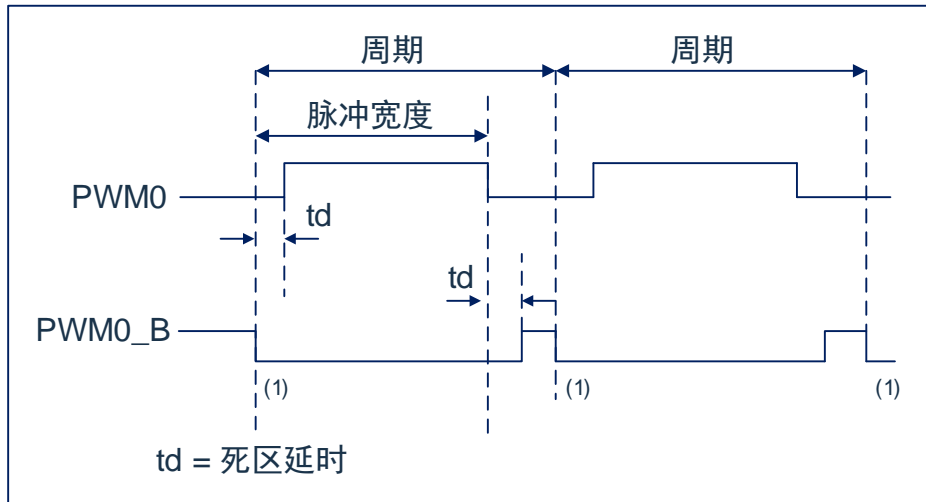 周期 周期
脉冲宽度
PWM0
td
td
PWM0_B
(1) (1) (1)
td = 死区延时